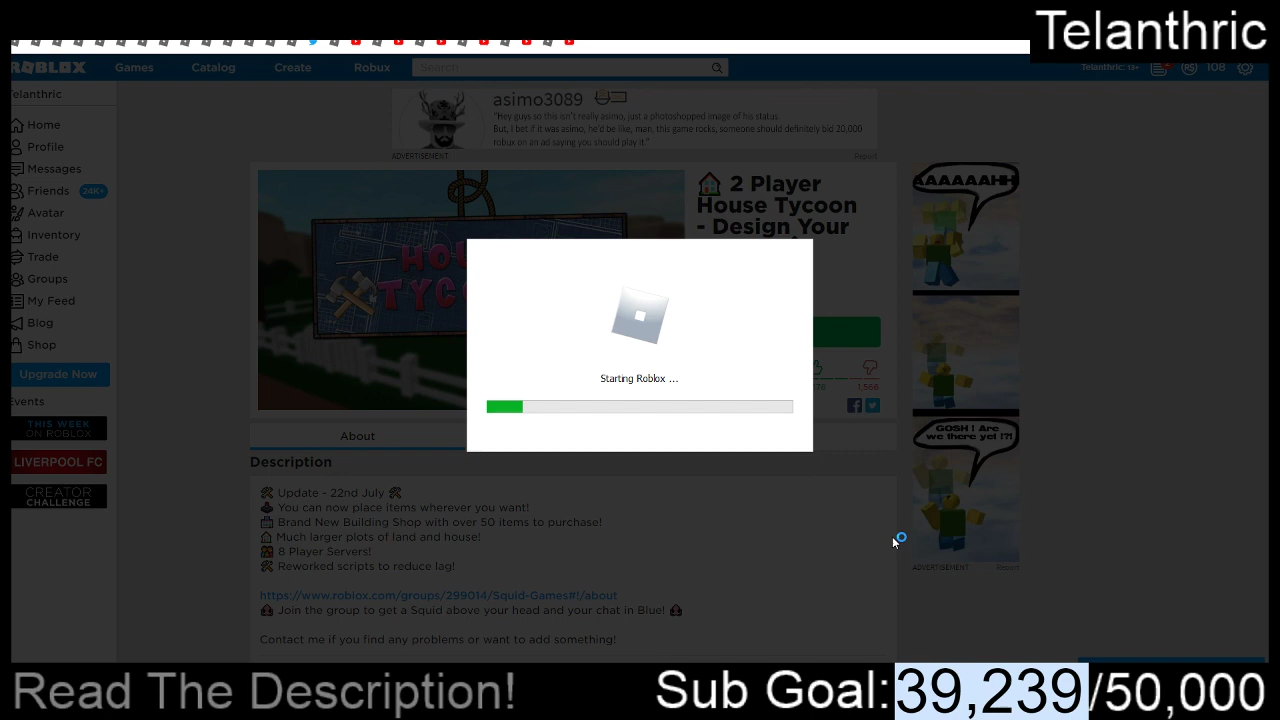 Telanthric
ROBLOX Games Catalog Create Robux Search Telanthric: 13+ 108
Telanthric
Home
Profile
Messages
Friends 24K+
Avatar
Inventory
Trade
Groups
My Feed
Blog
Shop
Upgrade Now
Events
THIS WEEK
ON ROBLOX
LIVERPOOL FC
CREATOR
CHALLENGE
asimo3089
"Hey guys so this isn't really asimo, just a photoshopped image of his status.
But, I bet if it was asimo, he'd be like, man, this game rocks, someone should definitely bid 20,000
robux on an ad saying you should play it."
ADVERTISEMENT Report
2 Player
House Tycoon
- Design Your
Starting Roblox ...
1,566
About
Description
Update - 22nd July
You can now place items wherever you want!
Brand New Building Shop with over 50 items to purchase!
Much larger plots of land and house!
8 Player Servers!
Reworked scripts to reduce lag!
https://www.roblox.com/groups/299014/Squid-Games#!/about
Join the group to get a Squid above your head and your chat in Blue!
Contact me if you find any problems or want to add something!
AAAAAAHH
GOSH ! Are
we there yet !?!
ADVERTISEMENT Report
Read The Description!
Sub Goal:39,239/50,000